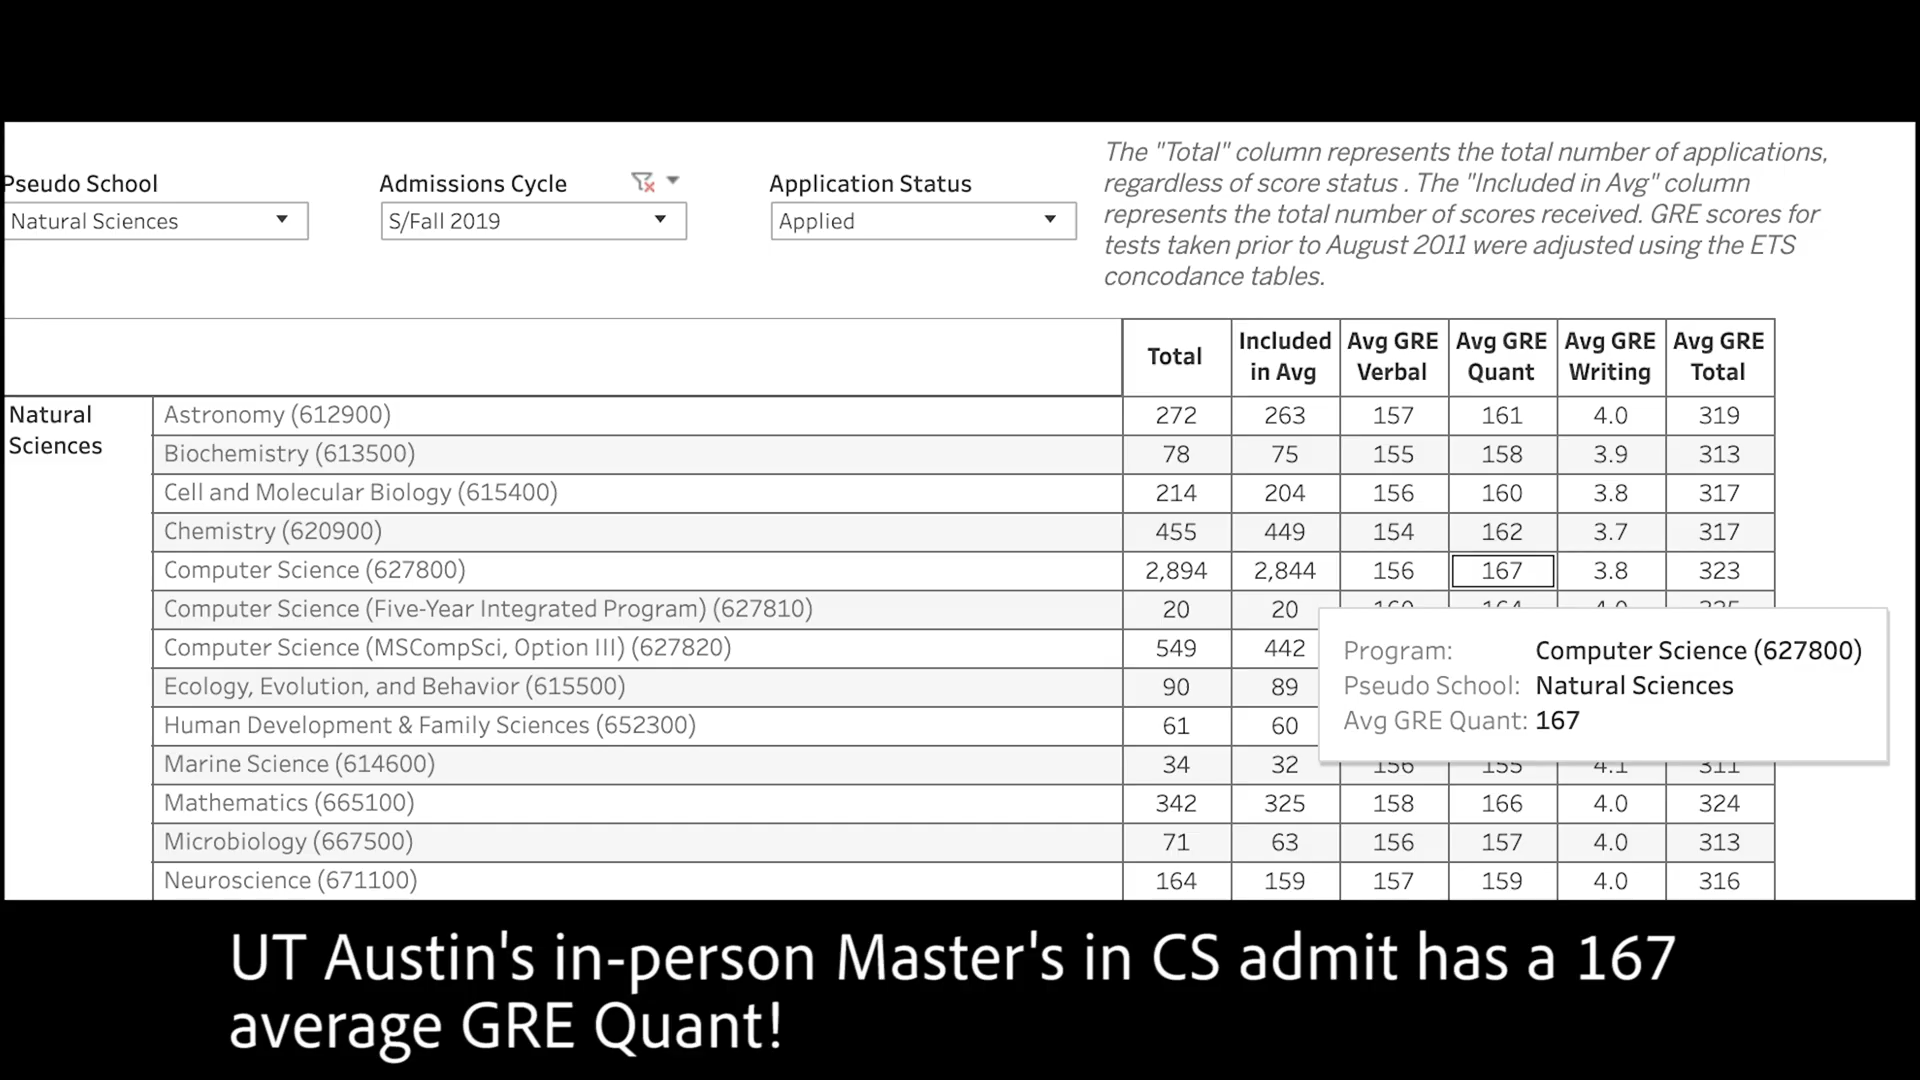 The "Total" column represents the total number of applications,
regardless of score status . The "Included in Avg" column
represents the total number of scores received. GRE scores for
tests taken prior to August 2011 were adjusted using the ETS
concodance tables.
Pseudo School Admissions Cycle Application Status
Natural Sciences S/Fall 2019 Applied
Total Included in Avg Avg GRE Verbal Avg GRE Quant Avg GRE Writing Avg GRE Total
Natural Sciences
Astronomy (612900) 272 263 157 161 4.0 319
Biochemistry (613500) 78 75 155 158 3.9 313
Cell and Molecular Biology (615400) 214 204 156 160 3.8 317
Chemistry (620900) 455 449 154 162 3.7 317
Computer Science (627800) 2,894 2,844 156 167 3.8 323
Computer Science (Five-Year Integrated Program) (627810) 20 20
Computer Science (MSCompSci, Option III) (627820) 549 442
Ecology, Evolution, and Behavior (615500) 90 89
Human Development & Family Sciences (652300) 61 60
Marine Science (614600) 34 32 156 155 4.1 311
Mathematics (665100) 342 325 158 166 4.0 324
Microbiology (667500) 71 63 156 157 4.0 313
Neuroscience (671100) 164 159 157 159 4.0 316
Program: Computer Science (627800)
Pseudo School: Natural Sciences
Avg GRE Quant: 167
UT Austin's in-person Master's in CS admit has a 167
average GRE Quant!